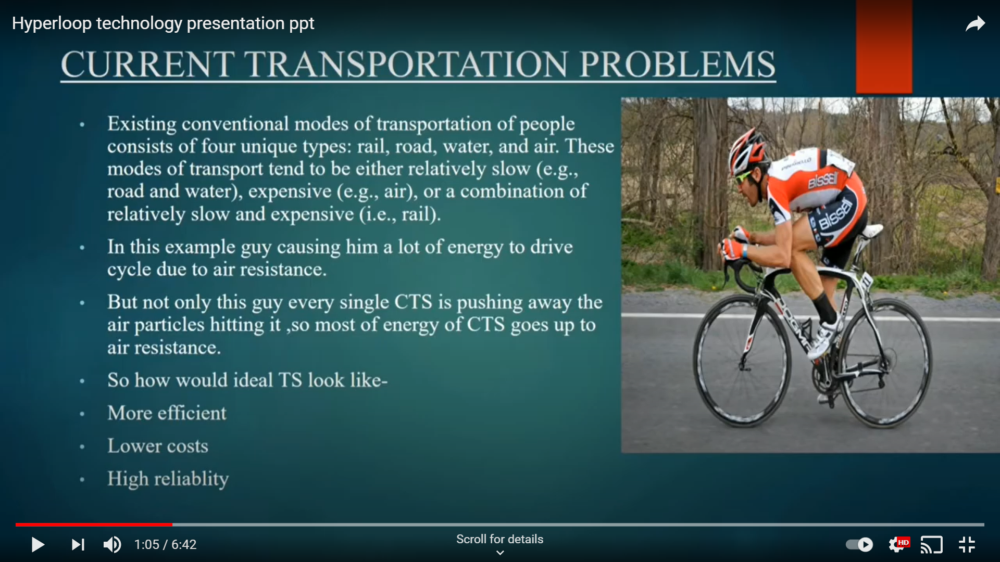 Hyperloop technology presentation ppt
CURRENT TRANSPORTATION PROBLEMS
• Existing conventional modes of transportation of people
consists of four unique types: rail, road, water, and air. These
modes of transport tend to be either relatively slow (e.g.,
road and water), expensive (e.g., air), or a combination of
relatively slow and expensive (i.e., rail).
• In this example guy causing him a lot of energy to drive
cycle due to air resistance.
• But not only this guy every single CTS is pushing away the
air particles hitting it ,so most of energy of CTS goes up to
air resistance.
• So how would ideal TS look like-
• More efficient
• Lower costs
• High reliablity
PINARELLO
Bissell
Bissell
11
DOGMA
1:05 / 6:42
Scroll for details
HD